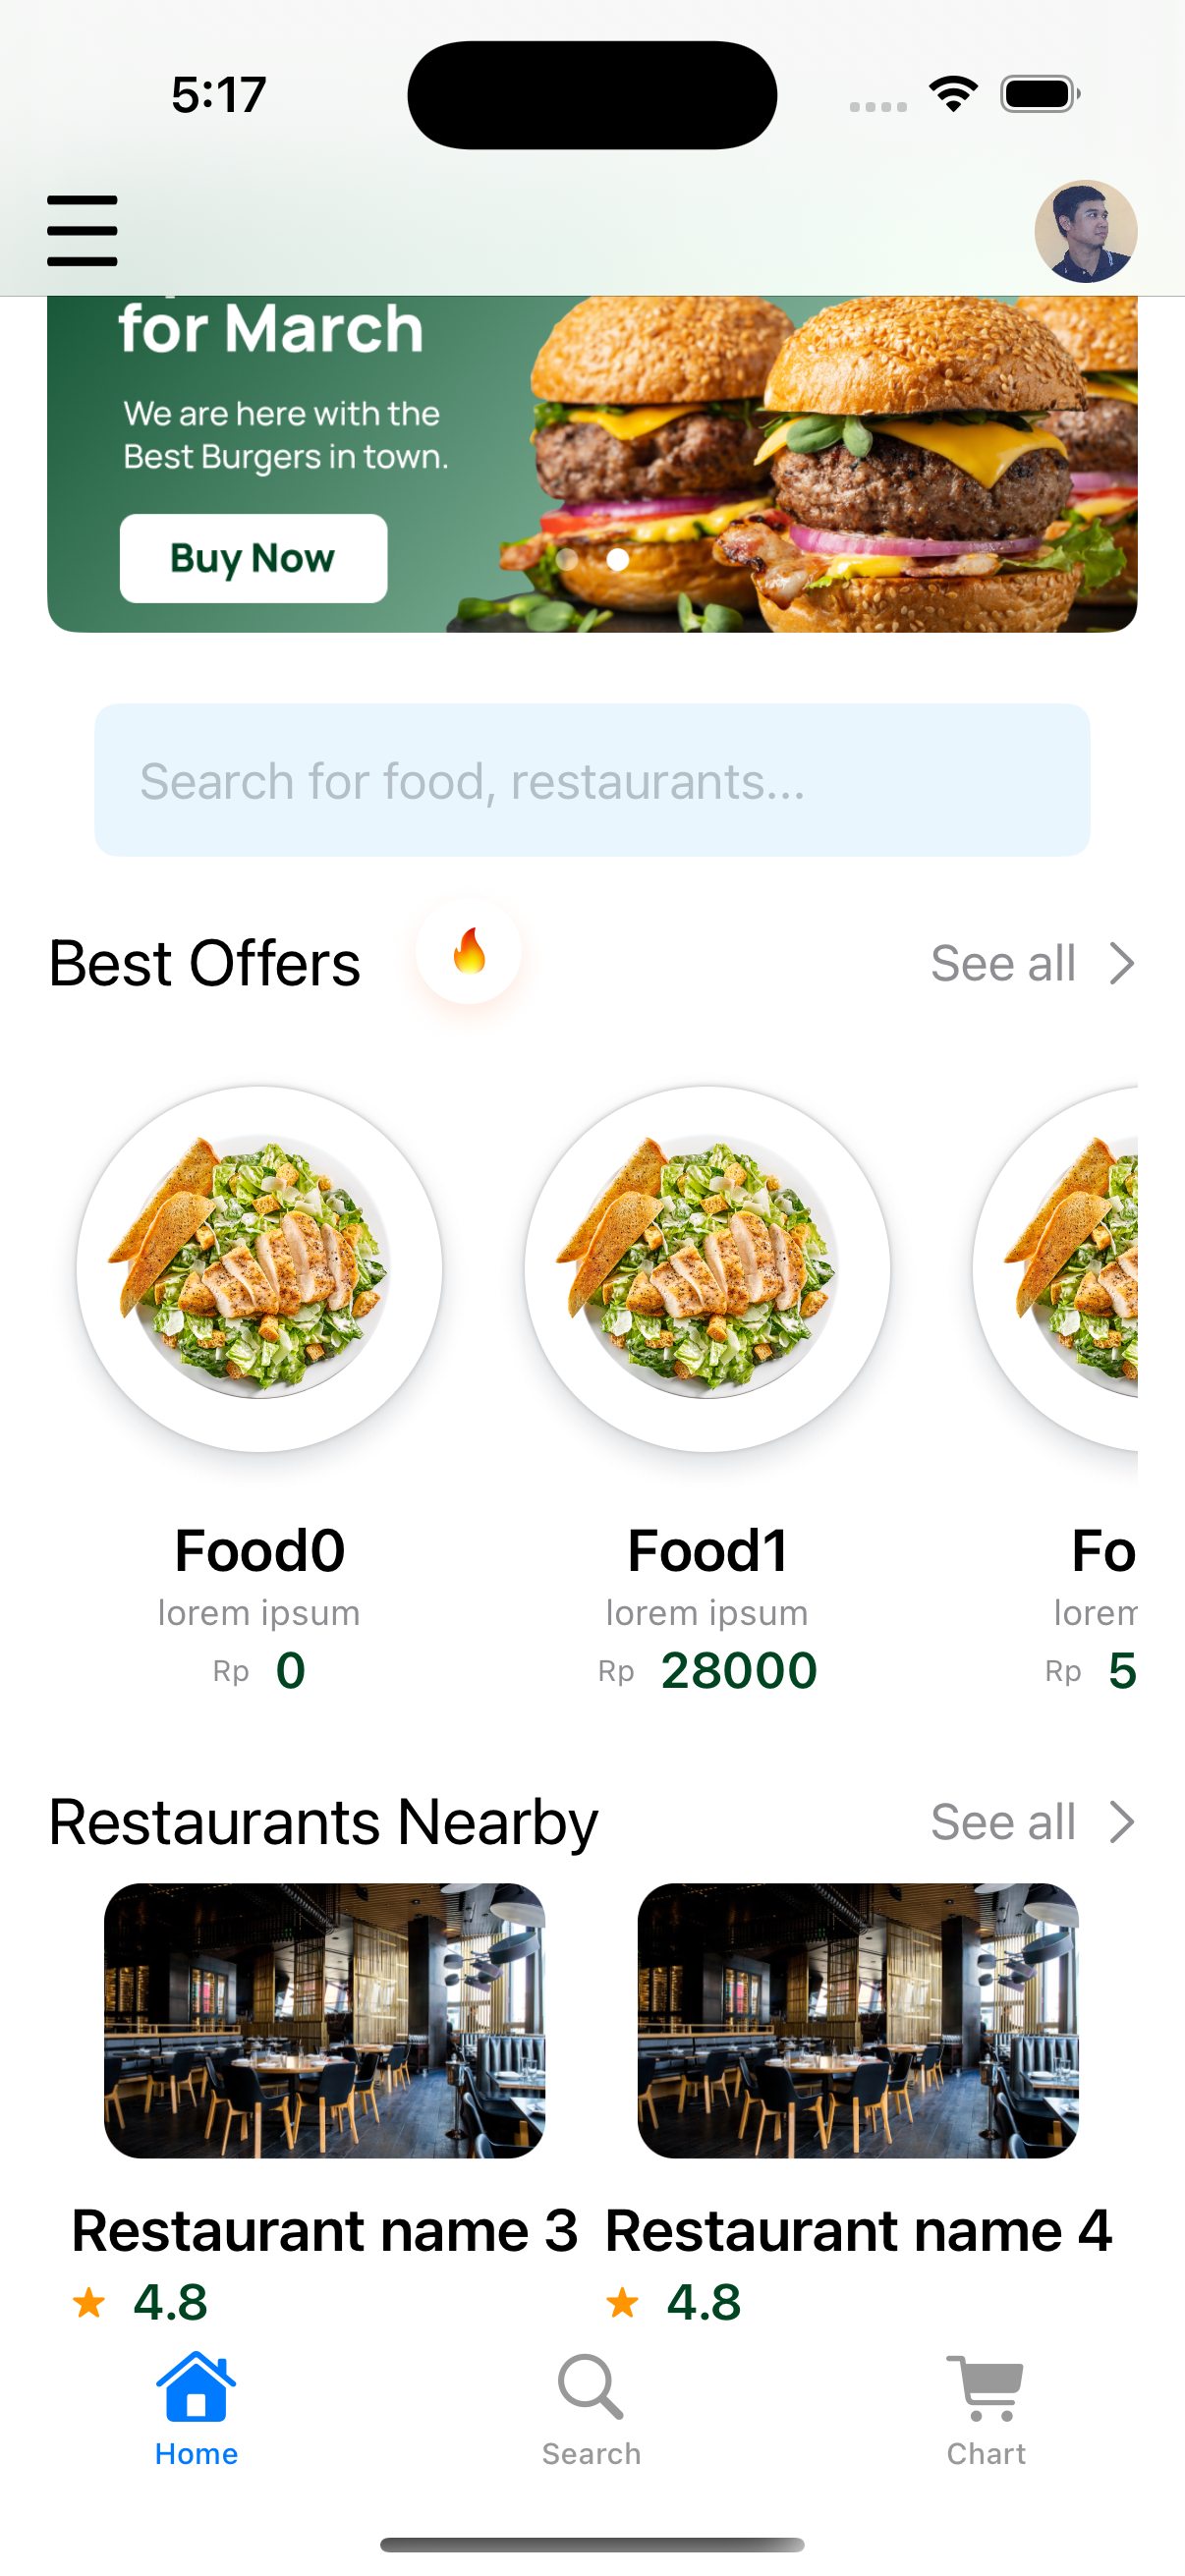 5:17
for March
We are here with the
Best Burgers in town.
Buy Now
Search for food, restaurants...
Best Offers
See all
Food0
Food1
Fo
lorem ipsum
lorem ipsum
lorem
Rp 0
Rp 28000
Rp 5
Restaurants Nearby
See all
Restaurant name 3
Restaurant name 4
4.8
4.8
Home
Search
Chart